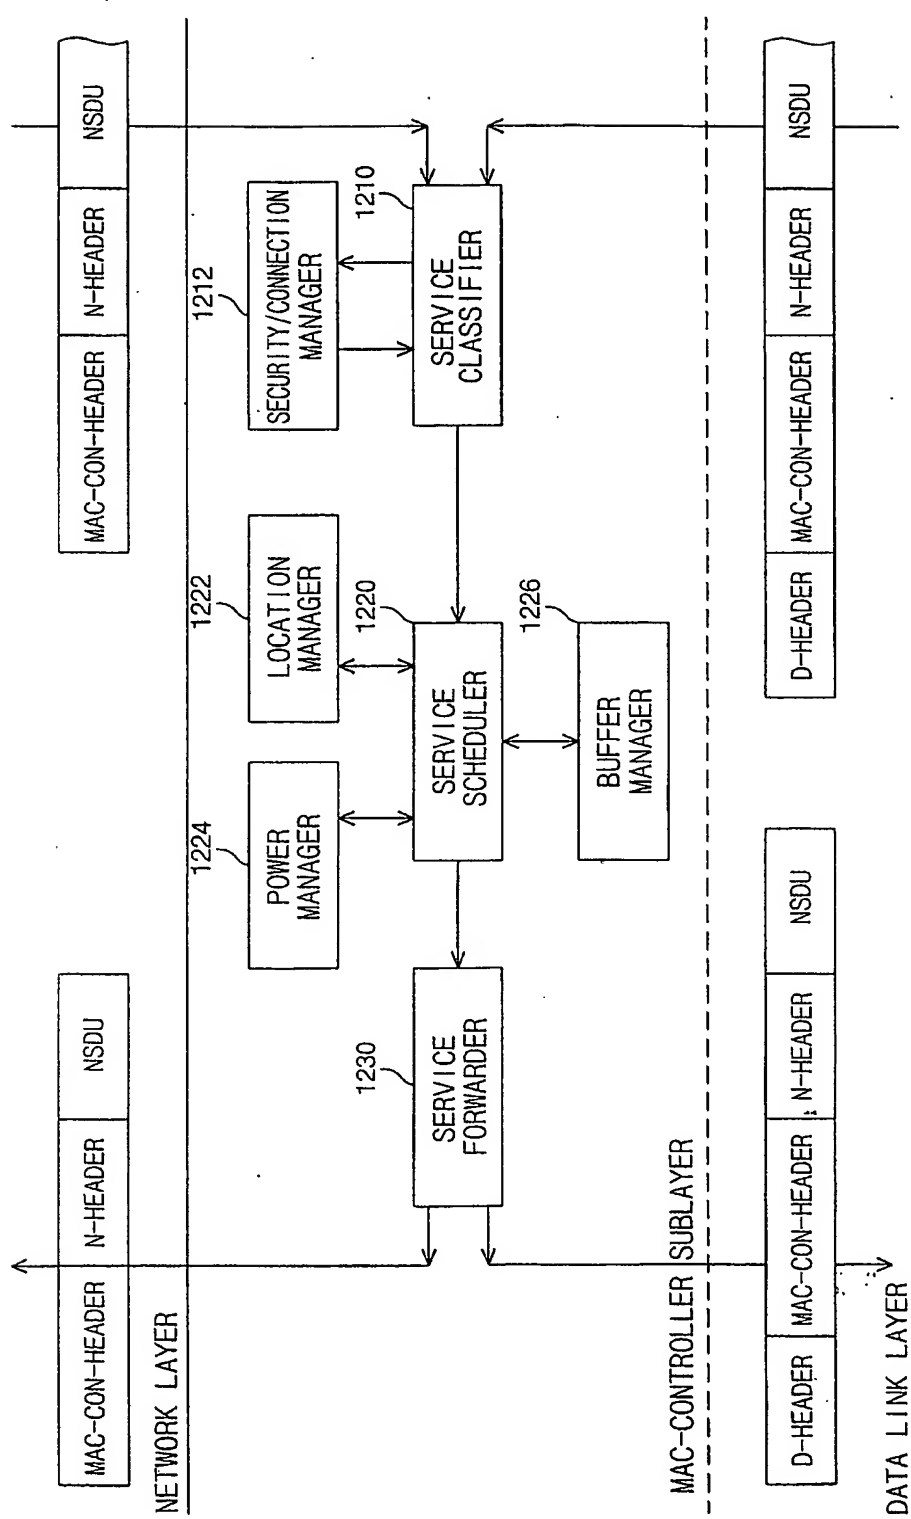 MAC-CON-HEADER N-HEADER NSDU
MAC-CON-HEADER N-HEADER NSDU
NETWORK LAYER
1224
POWER
MANAGER
1222
LOCATION
MANAGER
1212
SECURITY/CONNECTION
MANAGER
1230
SERVICE
FORWARDER
1220
SERVICE
SCHEDULER
1210
SERVICE
CLASSIFIER
1226
BUFFER
MANAGER
MAC-CONTROLLER SUBLAYER
D-HEADER MAC-CON-HEADER N-HEADER NSDU
D-HEADER MAC-CON-HEADER N-HEADER NSDU
DATA LINK LAYER